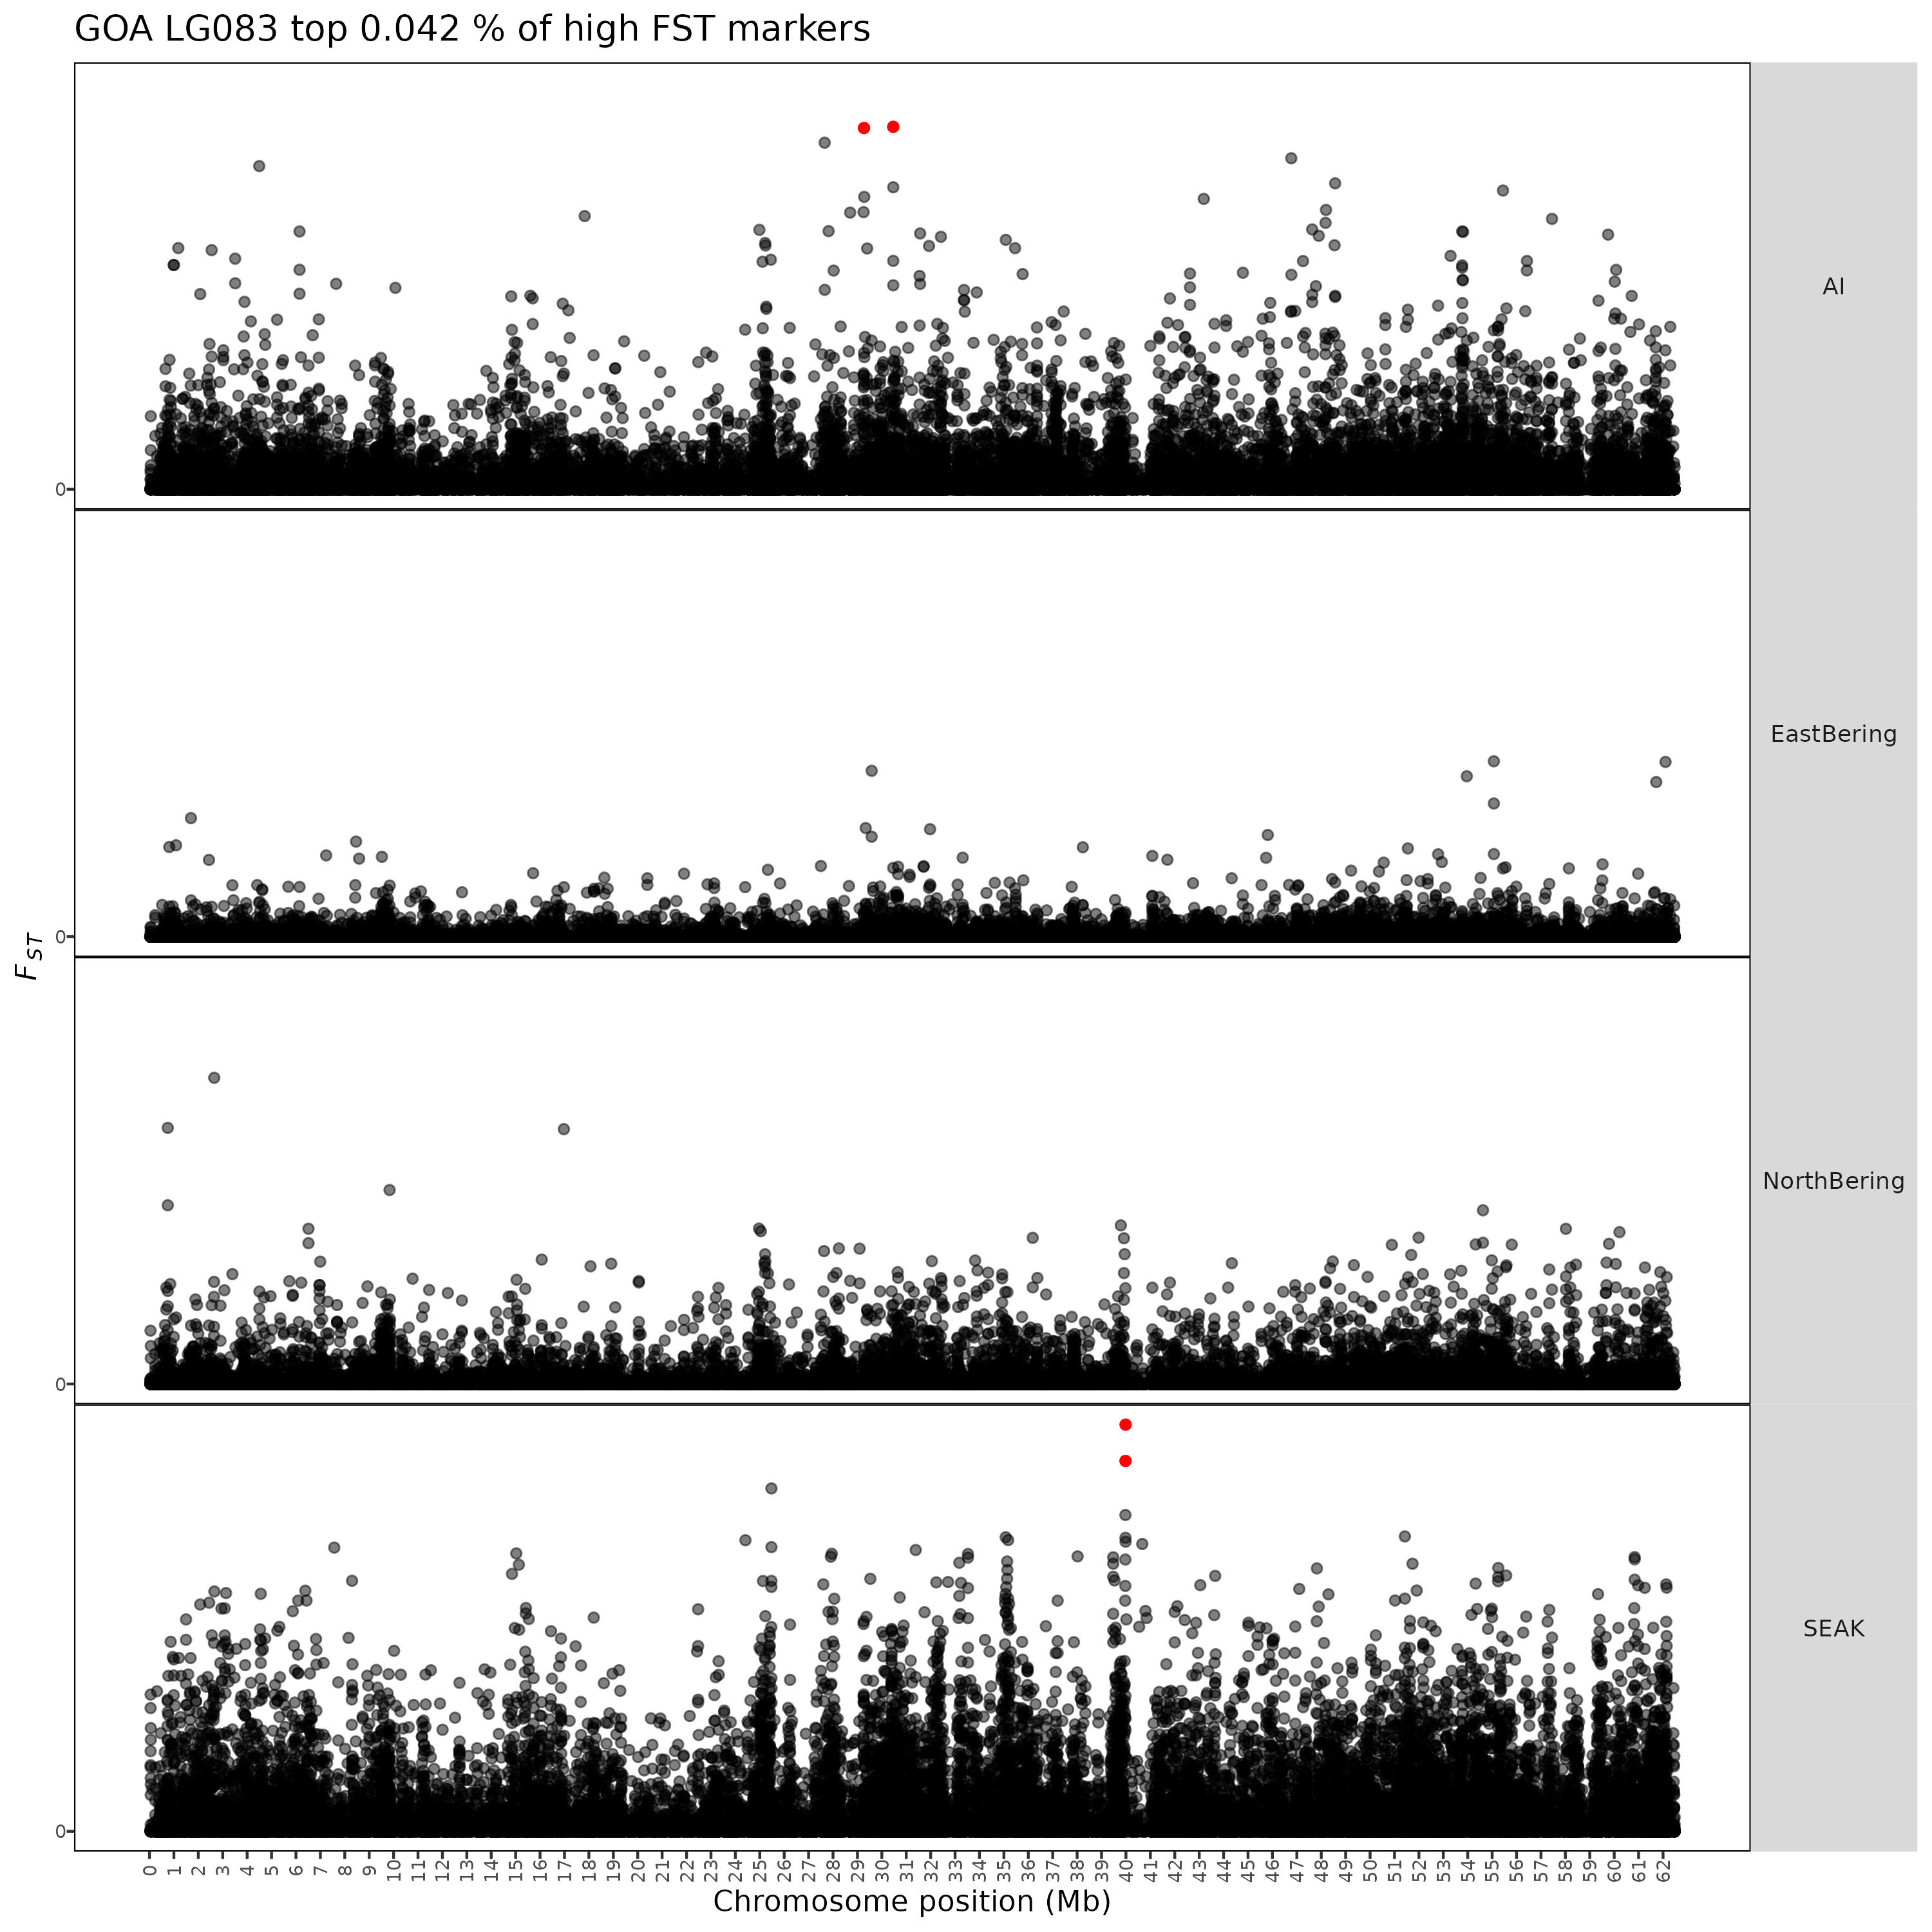 GOA LG083 top 0.042 % of high FST markers
AI
0
EastBering
0
FST
NorthBering
0
SEAK
0
0 1 2 3 4 5 6 7 8 9 10 11 12 13 14 15 16 17 18 19 20 21 22 23 24 25 26 27 28 29 30 31 32 33 34 35 36 37 38 39 40 41 42 43 44 45 46 47 48 49 50 51 52 53 54 55 56 57 58 59 60 61 62
Chromosome position (Mb)